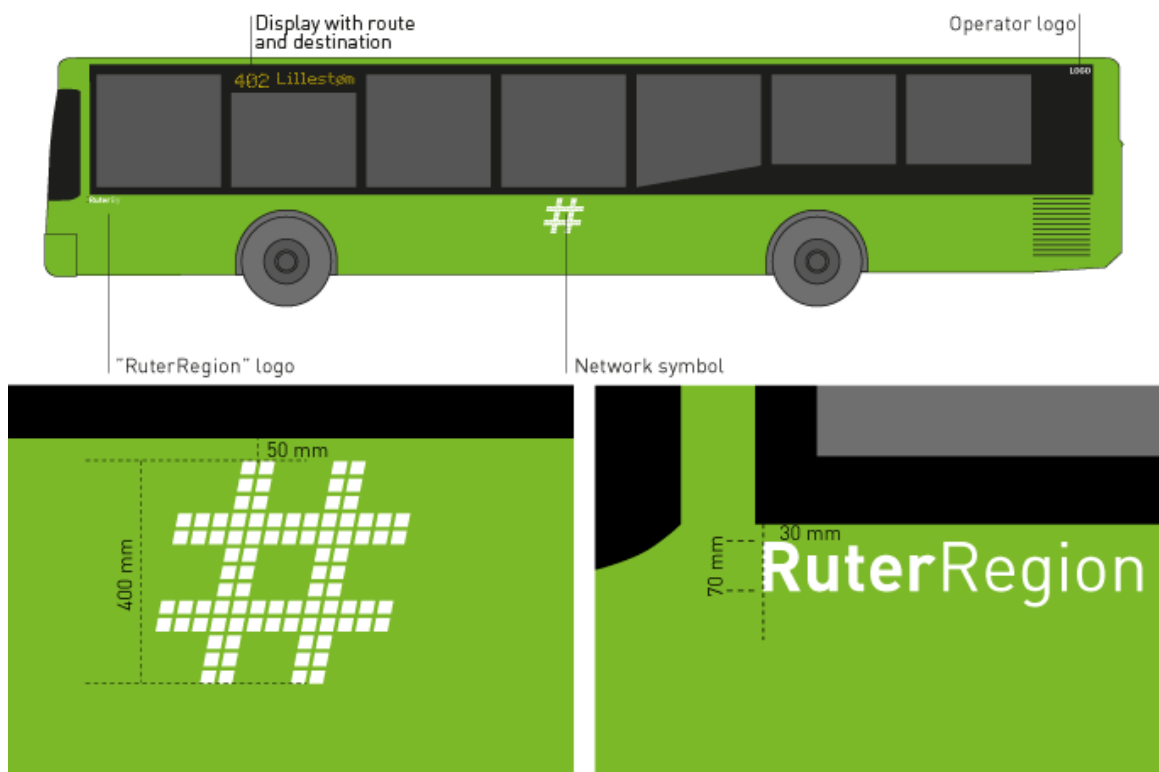 Display with route
and destination
Operator logo
402 Lillestøm
LOGO
RuterBy
"RuterRegion" logo
Network symbol
50 mm
400 mm
30 mm
70 mm
RuterRegion